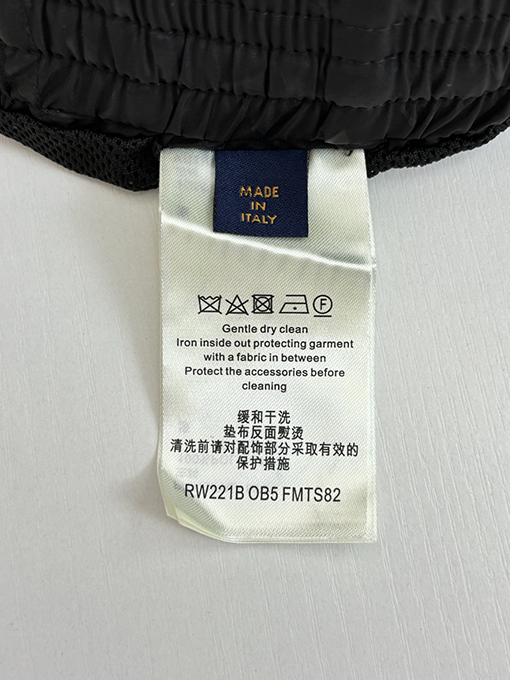 MADE
IN
ITALY
F
Gentle dry clean
Iron inside out protecting garment
with a fabric in between
Protect the accessories before
cleaning
缓和干洗
垫布反面熨烫
清洗前请对配饰部分采取有效的
保护措施
RW221B OB5 FMTS82